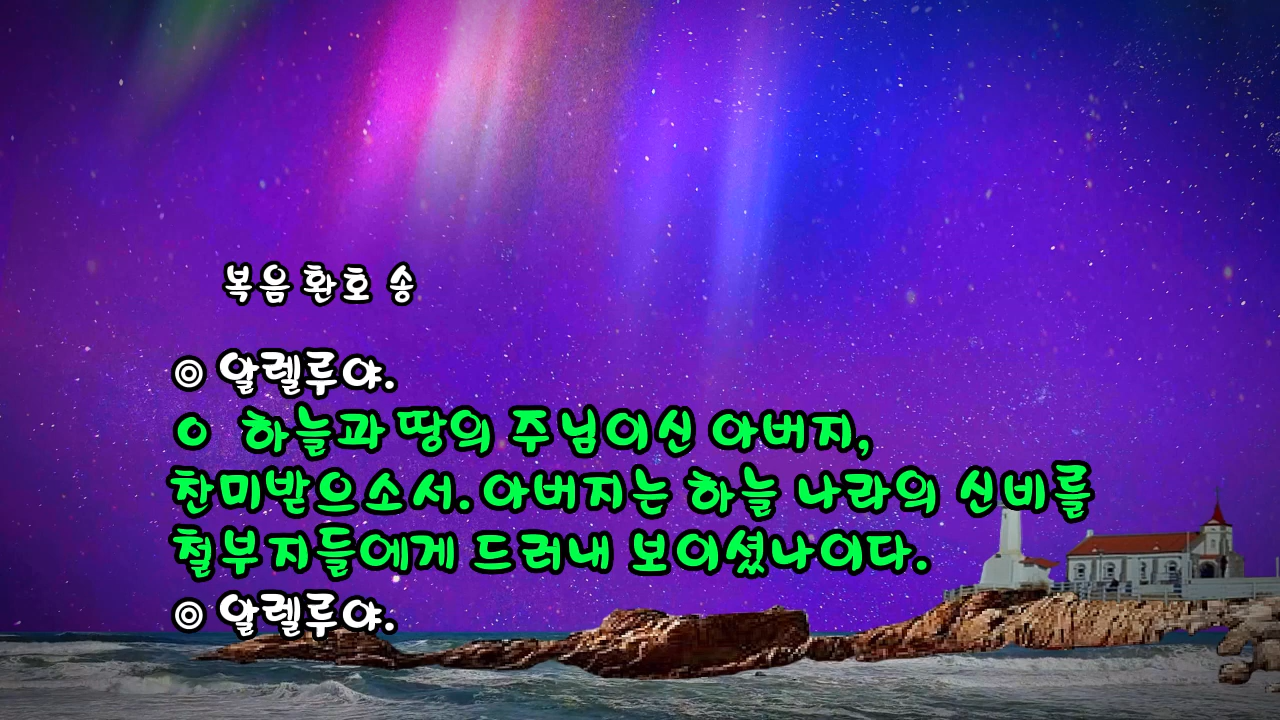 복음 환호 송
◎ 알렐루야.
○ 하늘과 땅의 주님이신 아버지,
찬미받으소서. 아버지는 하늘 나라의 신비를
철부지들에게 드러내 보이셨나이다.
◎ 알렐루야.